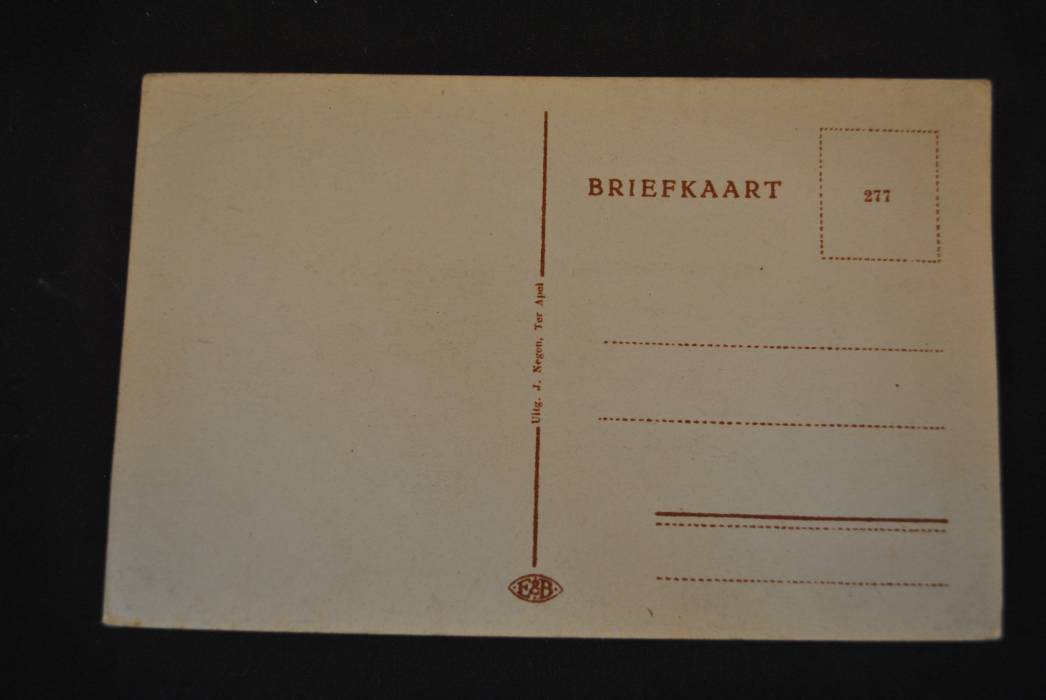 BRIEFKAART
277
Uitg. J. Negen, Ter Apel
E&B